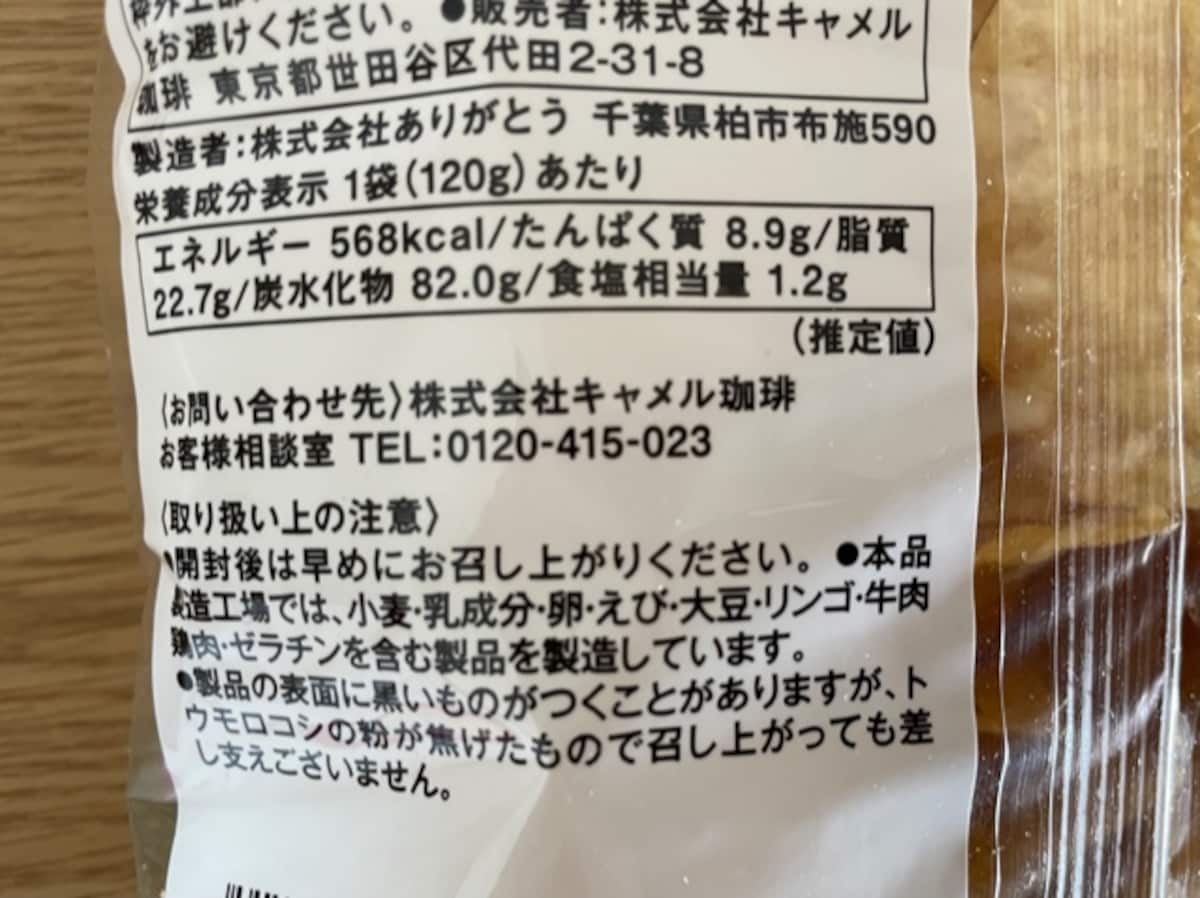 をお避けください。●販売者:株式会社キャメル
珈琲 東京都世田谷区代田2-31-8
製造者:株式会社ありがとう 千葉県柏市布施590
栄養成分表示 1袋(120g)あたり
エネルギー 568kcal/たんぱく質 8.9g/脂質
22.7g/炭水化物 82.0g/食塩相当量 1.2g
(推定値)
〈お問い合わせ先〉株式会社キャメル珈琲
お客様相談室 TEL:0120-415-023
〈取り扱い上の注意〉
●開封後は早めにお召し上がりください。●本品
製造工場では、小麦・乳成分・卵・えび・大豆・リンゴ・牛肉
鶏肉・ゼラチンを含む製品を製造しています。
●製品の表面に黒いものがつくことがありますが、ト
ウモロコシの粉が焦げたもので召し上がっても差
し支えございません。